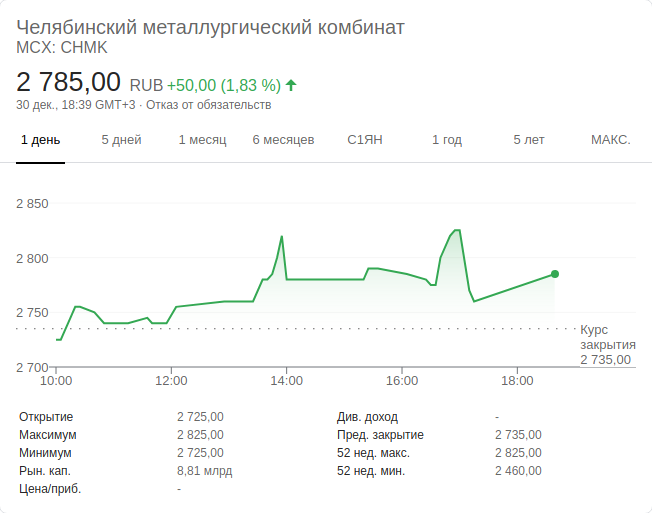 Челябинский металлургический комбинат
MCX: CHMK
2 785,00 RUB +50,00 (1,83 %)
30 дек., 18:39 GMT+3 · Отказ от обязательств
1 день 5 дней 1 месяц 6 месяцев С1ЯН 1 год 5 лет МАКС.
2 850
2 800
2 750
2 700
Курс
закрытия
2 735,00
10:00 12:00 14:00 16:00 18:00
Открытие 2 725,00 Див. доход -
Максимум 2 825,00 Пред. закрытие 2 735,00
Минимум 2 725,00 52 нед. макс. 2 825,00
Рын. кап. 8,81 млрд 52 нед. мин. 2 460,00
Цена/приб. -